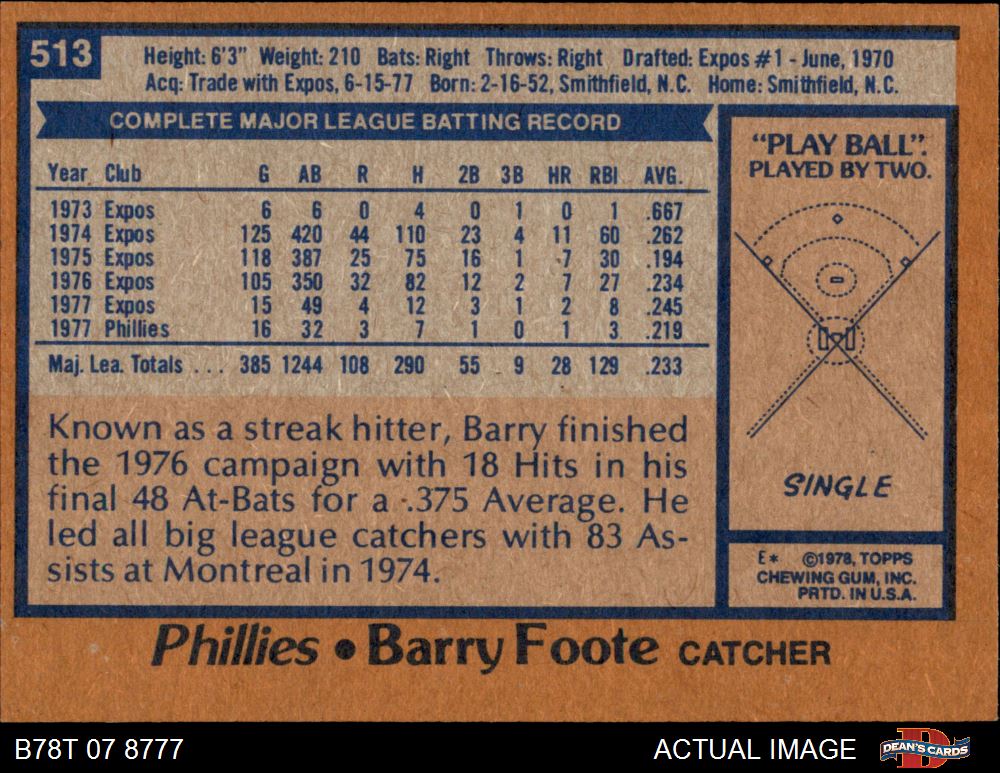 513
Height: 6'3" Weight: 210 Bats: Right Throws: Right Drafted: Expos #1 - June, 1970
Acq: Trade with Expos, 6-15-77 Born: 2-16-52, Smithfield, N.C. Home: Smithfield, N.C.
COMPLETE MAJOR LEAGUE BATTING RECORD
Year Club G AB R H 2B 3B HR RBI AVG.
1973 Expos 6 6 0 4 0 1 0 1 .667
1974 Expos 125 420 44 110 23 4 11 60 .262
1975 Expos 118 387 25 75 16 1 7 30 .194
1976 Expos 105 350 32 82 12 2 7 27 .234
1977 Expos 15 49 4 12 3 1 2 8 .245
1977 Phillies 16 32 3 7 1 0 1 3 .219
Maj. Lea. Totals . . . 385 1244 108 290 55 9 28 129 .233
Known as a streak hitter, Barry finished
the 1976 campaign with 18 Hits in his
final 48 At-Bats for a .375 Average. He
led all big league catchers with 83 As-
sists at Montreal in 1974.
"PLAY BALL".
PLAYED BY TWO.
SINGLE
E* ©1978, TOPPS
CHEWING GUM, INC.
PRTD. IN U.S.A.
Phillies • Barry Foote CATCHER
B78T 07 8777
ACTUAL IMAGE
DEAN'S CARDS